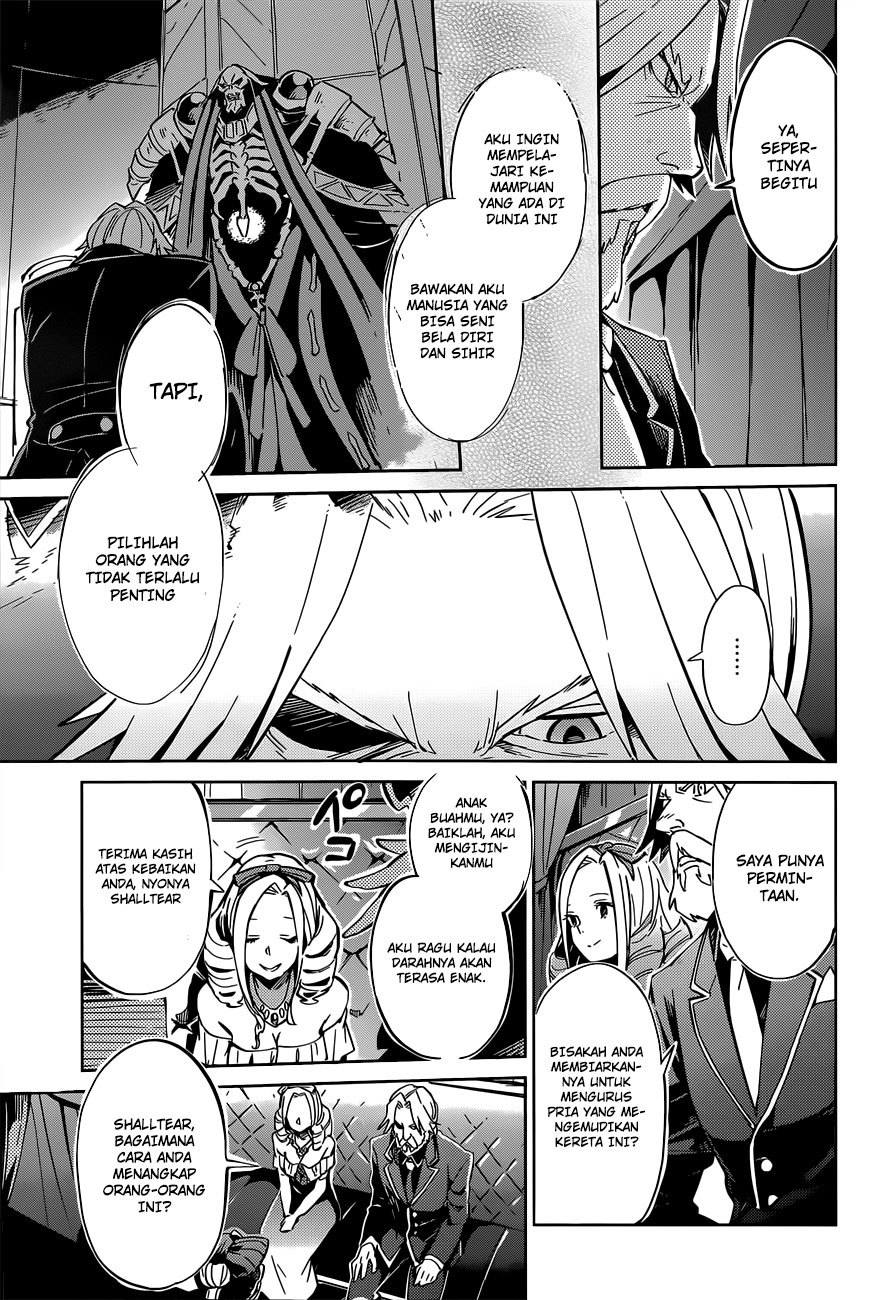 YA,
SEPER-
TINYA
BEGITU
AKU INGIN
MEMPELA-
JARI KE-
MAMPUAN
YANG ADA DI
DUNIA INI
BAWAKAN AKU
MANUSIA YANG
BISA SENI
BELA DIRI
DAN SIHIR
TAPI,
PILIHLAH
ORANG YANG
TIDAK TERLALU
PENTING
......
SAYA PUNYA
PERMIN-
TAAN.
BISAKAH ANDA
MEMBIARKAN-
NYA UNTUK
MENGURUS
PRIA YANG ME-
NGEMUDIKAN
KERETA INI?
ANAK
BUAHMU, YA?
BAIKLAH, AKU
MENGIJIN-
KANMU
AKU RAGU KALAU
DARAHNYA AKAN
TERASA ENAK.
ペコ
TERIMA KASIH
ATAS KEBAIKAN
ANDA, NYONYA
SHALLTEAR
SHALLTEAR,
BAGAIMANA
CARA ANDA
MENANGKAP
ORANG-ORANG
INI?